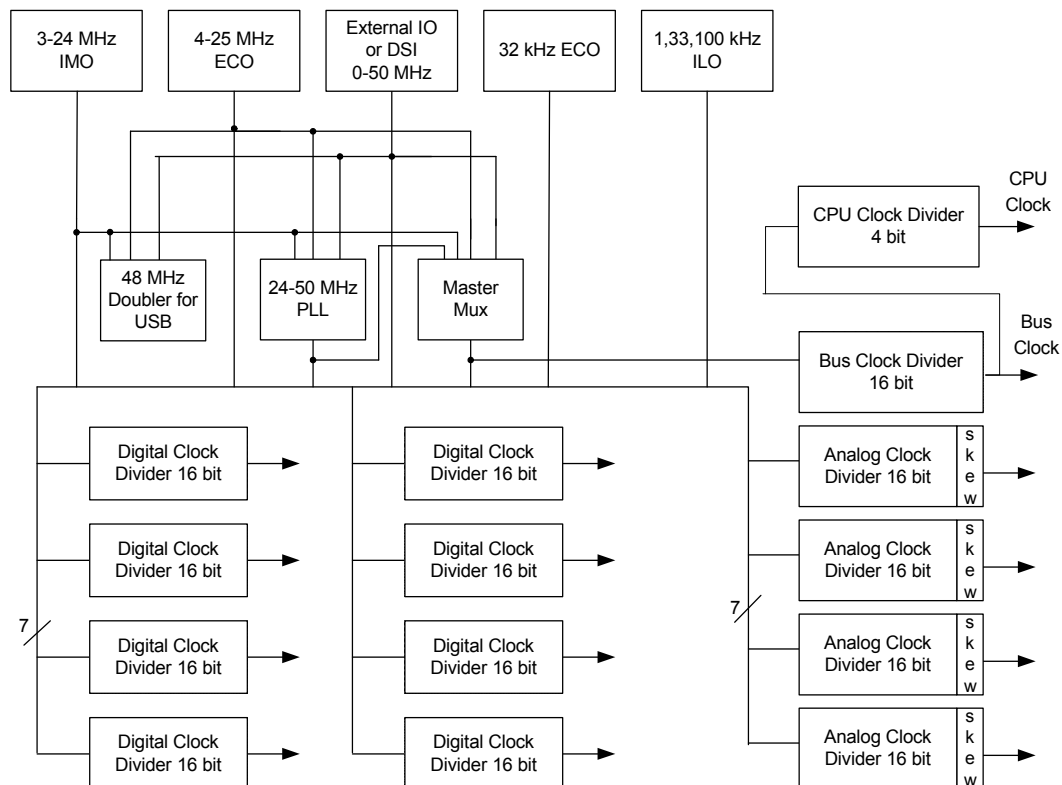 3-24 MHz
IMO
4-25 MHz
ECO
External IO
or DSI
0-50 MHz
32 kHz ECO
1,33,100 kHz
ILO
48 MHz
Doubler for
USB
24-50 MHz
PLL
Master
Mux
CPU Clock Divider
4 bit
CPU
Clock
Bus Clock Divider
16 bit
Bus
Clock
Digital Clock
Divider 16 bit
Digital Clock
Divider 16 bit
Analog Clock
Divider 16 bit
s
k
e
w
Digital Clock
Divider 16 bit
Digital Clock
Divider 16 bit
Analog Clock
Divider 16 bit
s
k
e
w
7
7
Digital Clock
Divider 16 bit
Digital Clock
Divider 16 bit
Analog Clock
Divider 16 bit
s
k
e
w
Digital Clock
Divider 16 bit
Digital Clock
Divider 16 bit
Analog Clock
Divider 16 bit
s
k
e
w